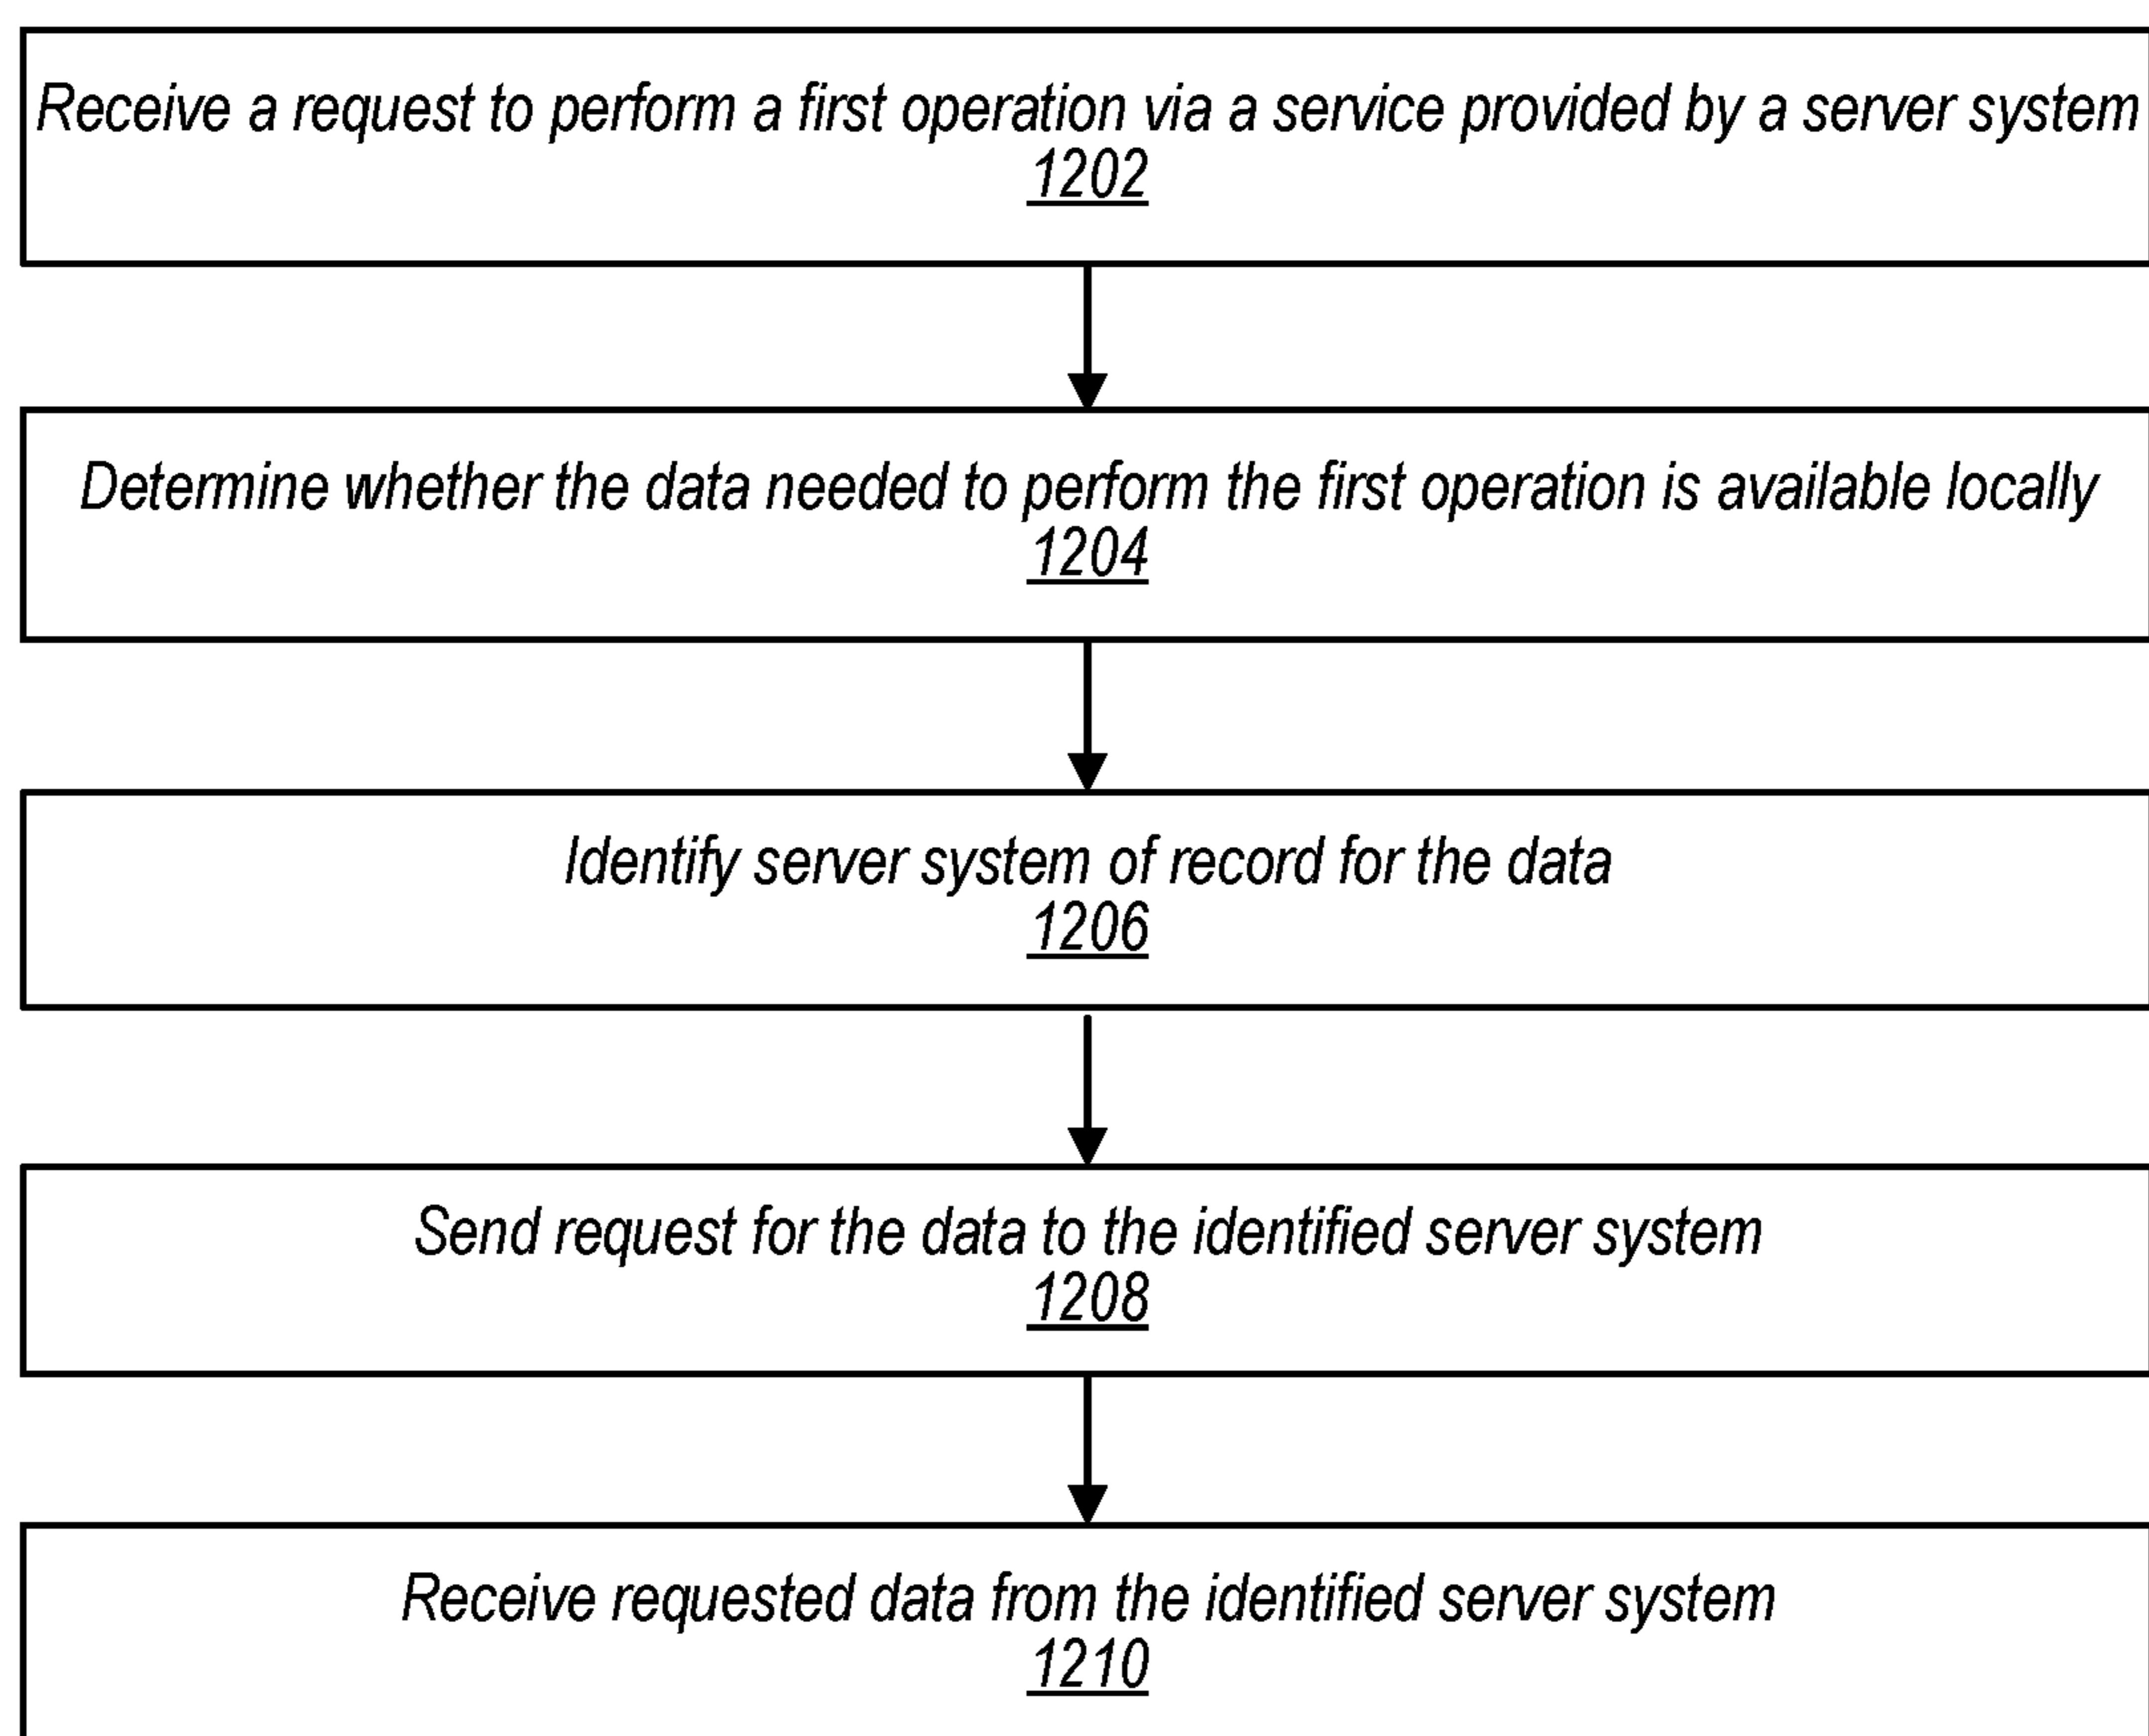 Receive a request to perform a first operation via a service provided by a server system
1202
Determine whether the data needed to perform the first operation is available locally
1204
Identify server system of record for the data
1206
Send request for the data to the identified server system
1208
Receive requested data from the identified server system
1210